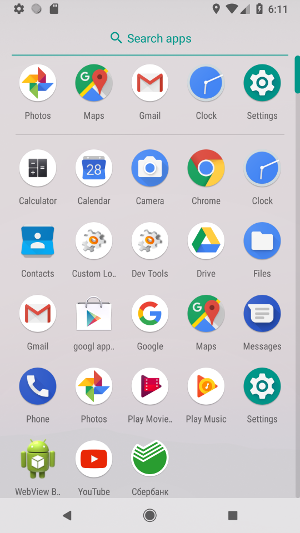 6:11
Search apps
Photos Maps Gmail Clock Settings
Calculator Calendar Camera Chrome Clock
28
Contacts Custom Lo.. Dev Tools Drive Files
Gmail googl app.. Google Maps Messages
Phone Photos Play Movie.. Play Music Settings
WebView B.. YouTube Сбербанк